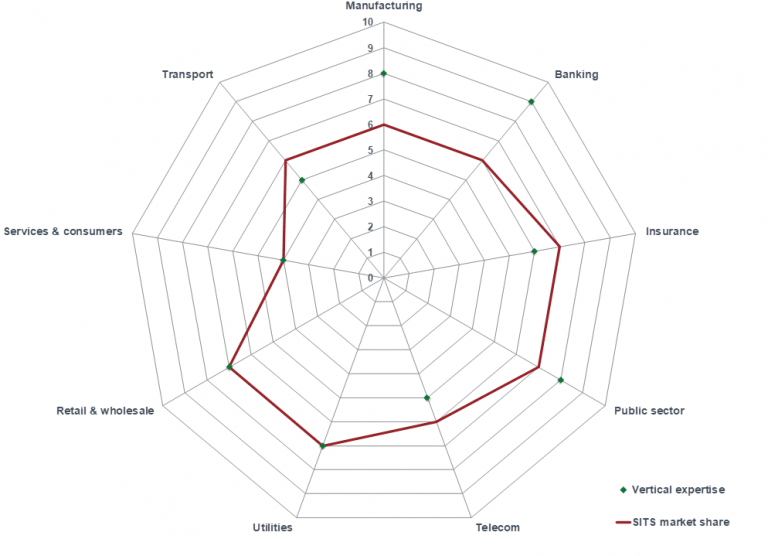 Manufacturing
10
9
8
7
6
5
4
3
2
1
0
Banking
Insurance
Public sector
Telecom
Utilities
Retail & wholesale
Services & consumers
Transport
Vertical expertise
SITS market share